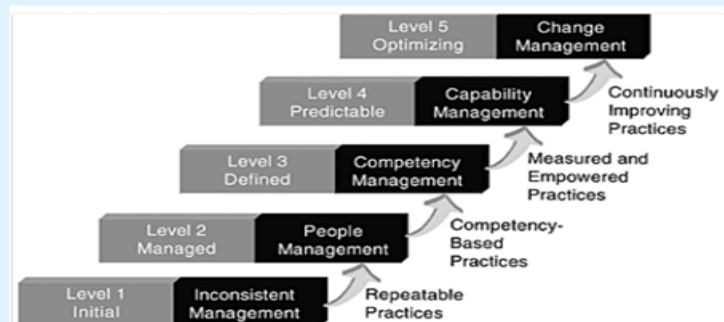 Level 5
Optimizing
Change
Management
Level 4
Predictable
Capability
Management
Continuously
Improving
Practices
Level 3
Defined
Competency
Management
Measured and
Empowered
Practices
Level 2
Managed
People
Management
Competency-
Based
Practices
Level 1
Initial
Inconsistent
Management
Repeatable
Practices